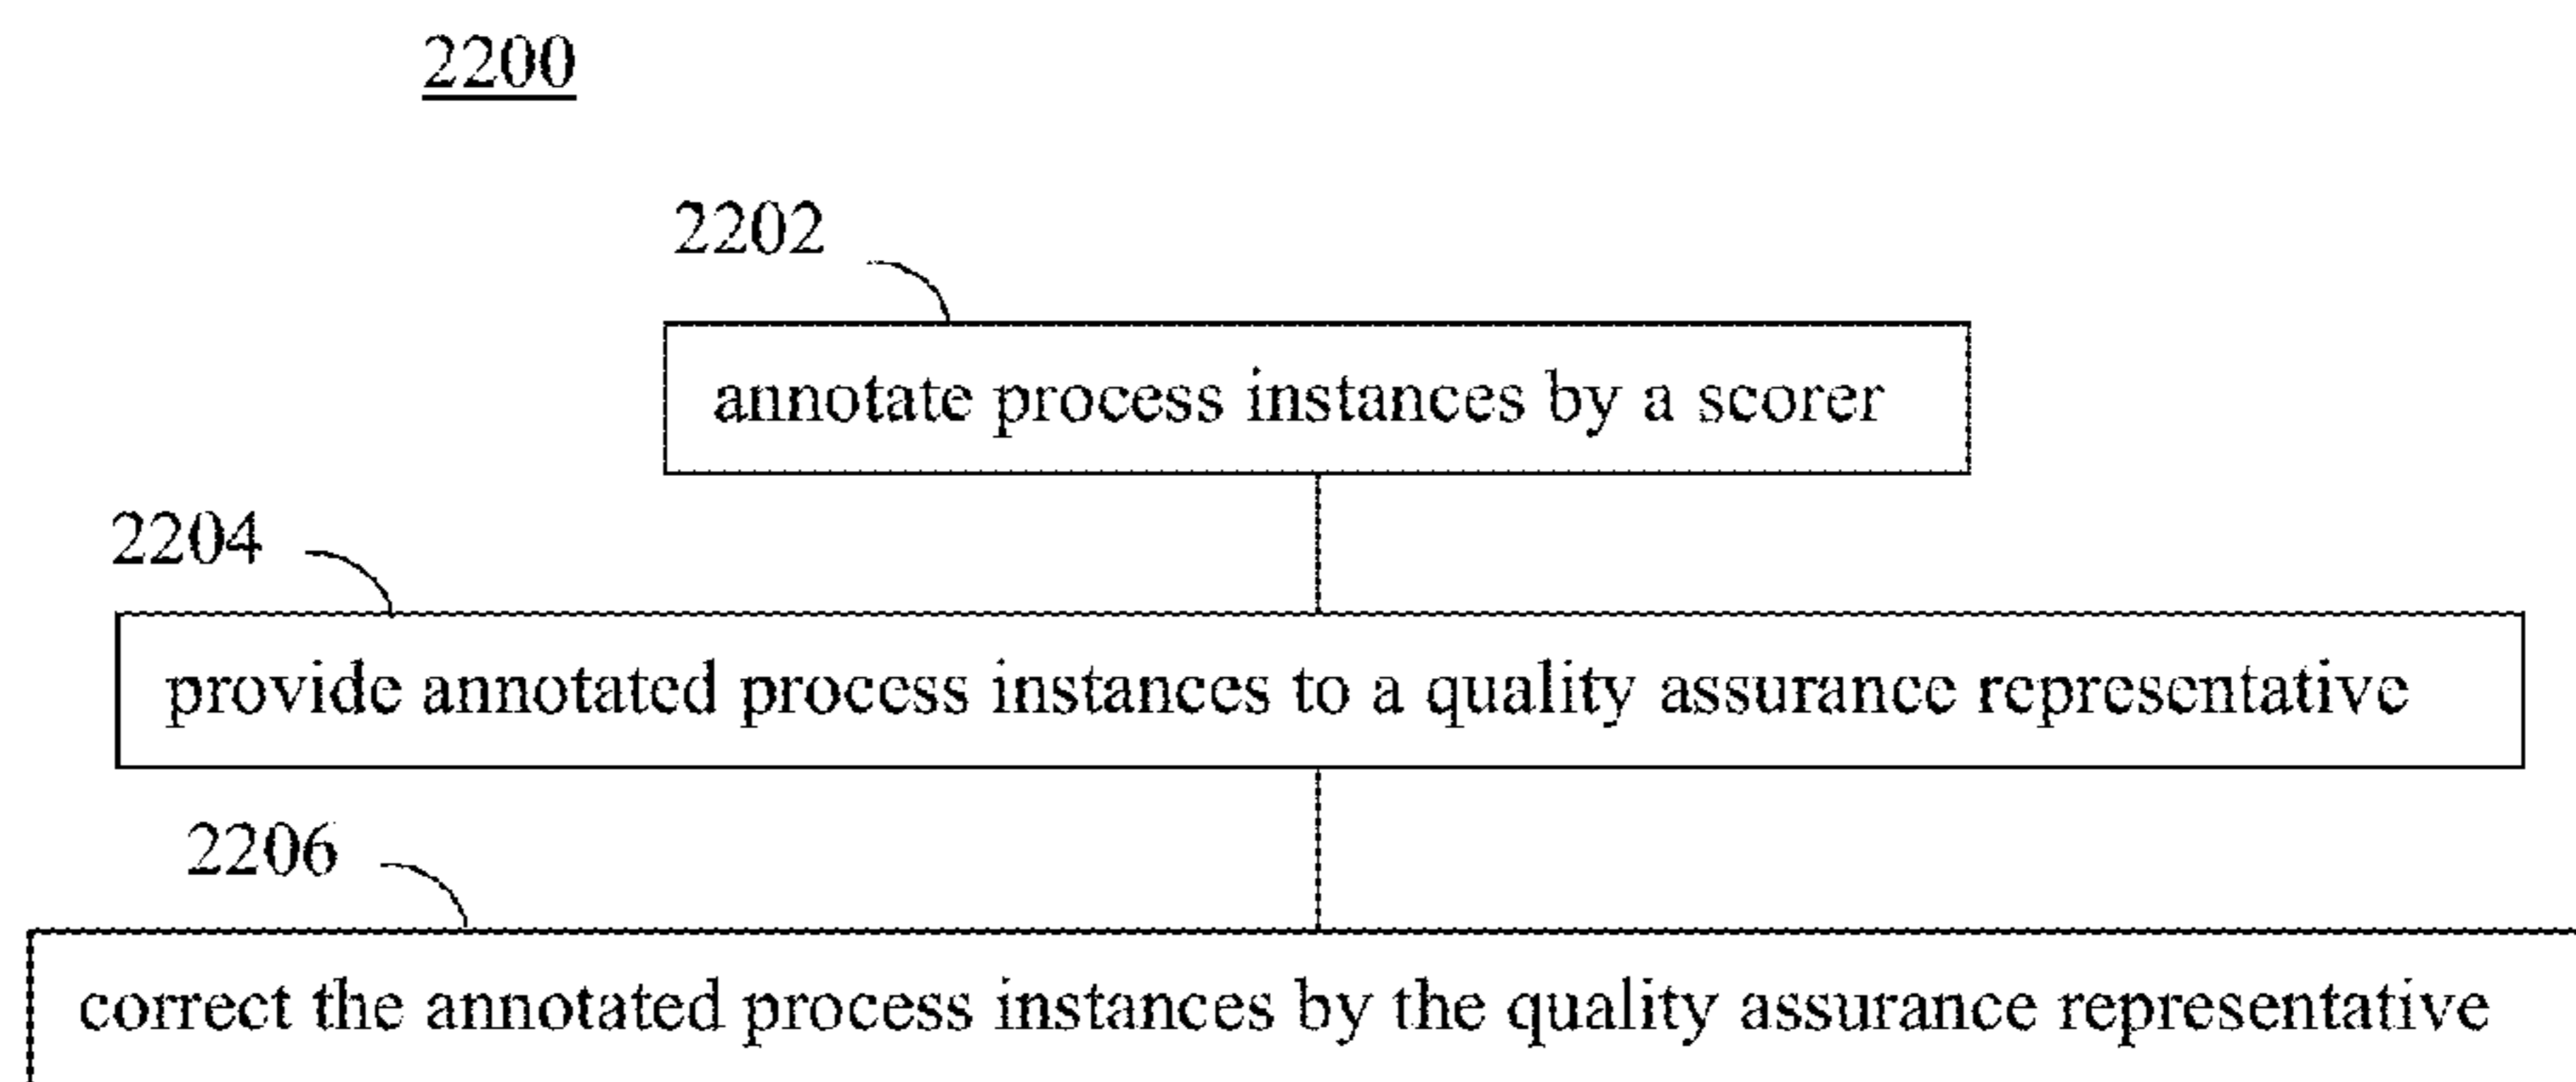 2200
2202
annotate process instances by a scorer
2204
provide annotated process instances to a quality assurance representative
2206
correct the annotated process instances by the quality assurance representative